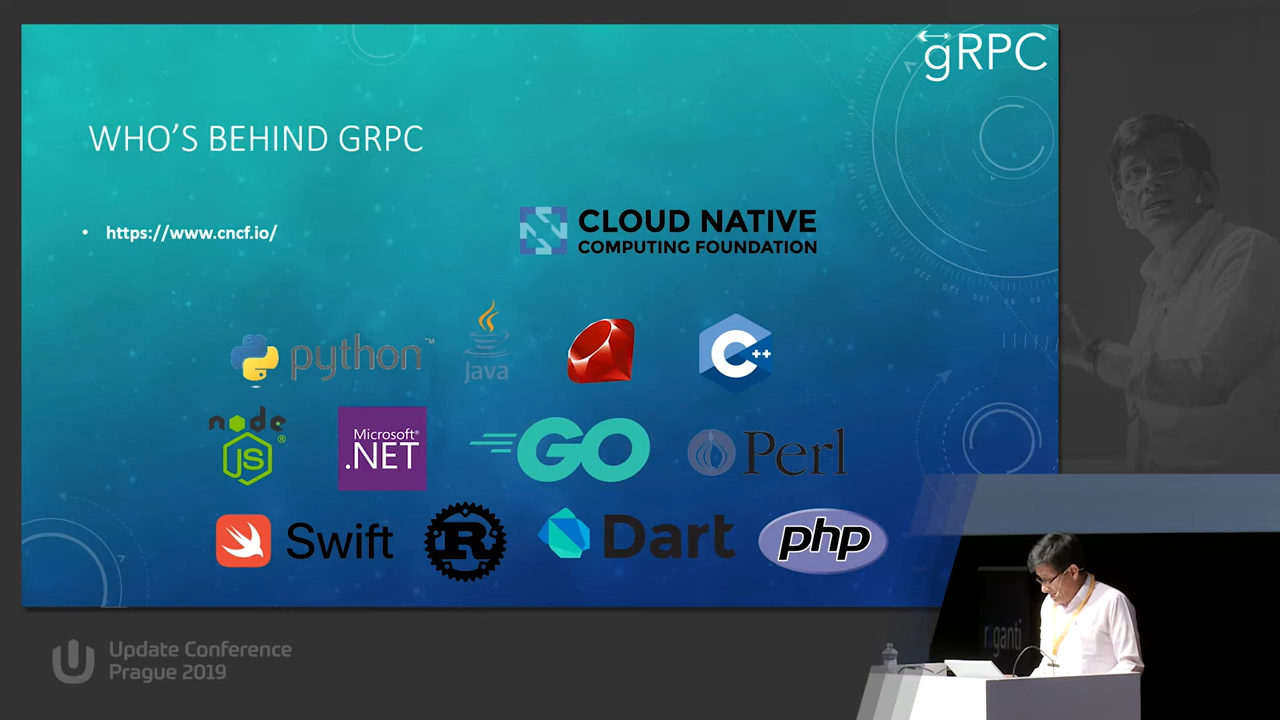 gRPC
WHO'S BEHIND GRPC
• https://www.cncf.io/
CLOUD NATIVE
COMPUTING FOUNDATION
python™
Java
C++
node
JS®
Microsoft®
.NET
GO
Perl
Swift
R
Dart
php
Update Conference
Prague 2019